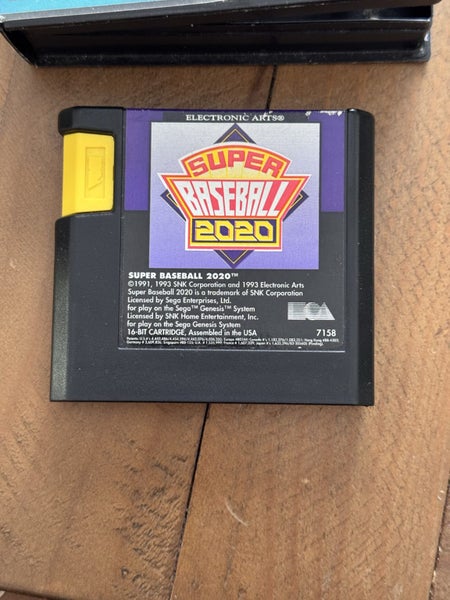 ELECTRONIC ARTS®
SUPER
BASEBALL
2020
SUPER BASEBALL 2020™
©1991, 1993 SNK Corporation and 1993 Electronic Arts
Super Baseball 2020 is a trademark of SNK Corporation
Licensed by Sega Enterprises, Ltd.
for play on the Sega™ Genesis™ System
Licensed by SNK Home Entertainment, Inc.
for play on the Sega Genesis System
16-BIT CARTRIDGE, Assembled in the USA
7158